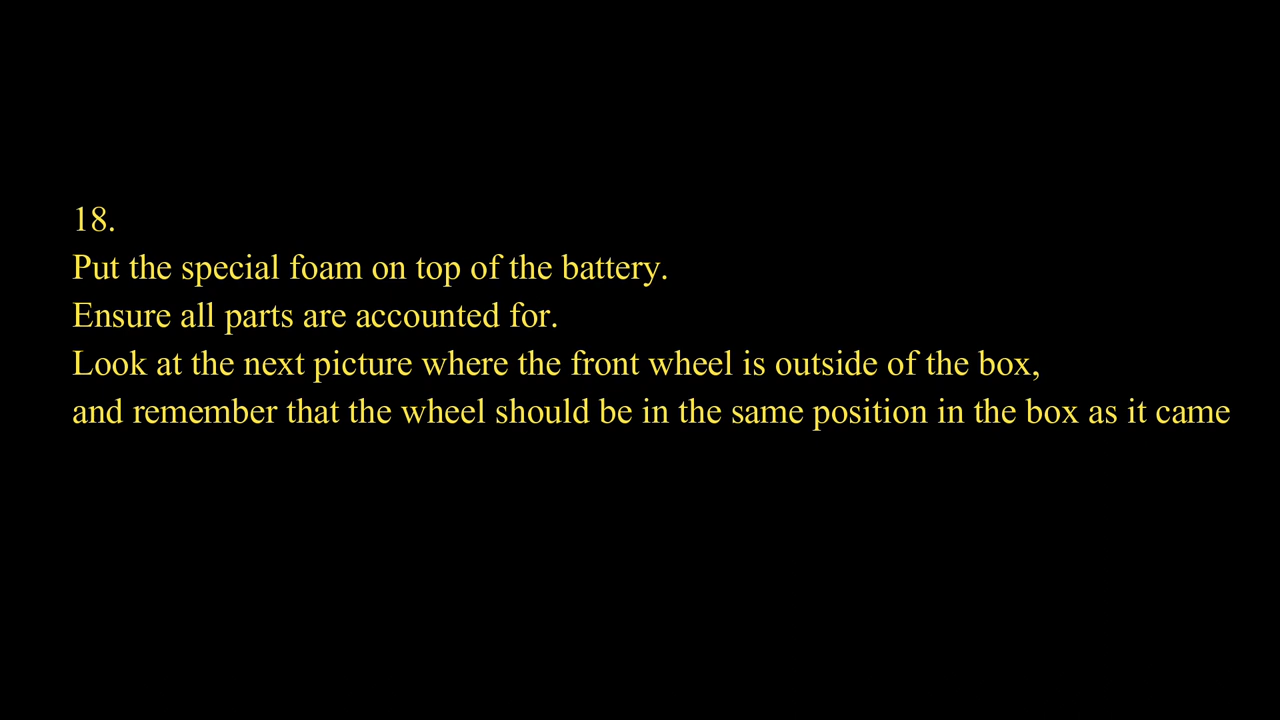 18.
Put the special foam on top of the battery.
Ensure all parts are accounted for.
Look at the next picture where the front wheel is outside of the box,
and remember that the wheel should be in the same position in the box as it came